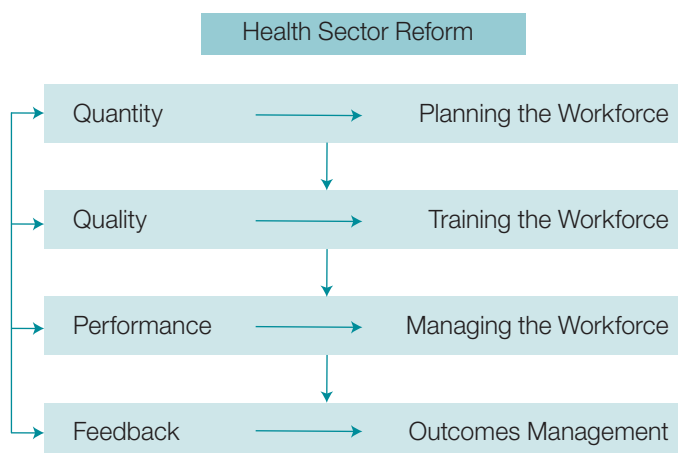 Health Sector Reform
Quantity Planning the Workforce
Quality Training the Workforce
Performance Managing the Workforce
Feedback Outcomes Management